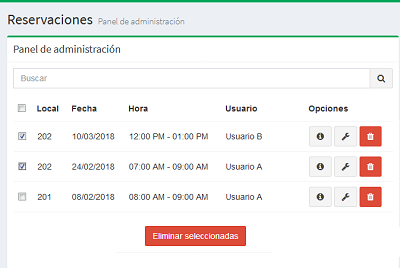 Reservaciones Panel de administración
Panel de administración
Buscar
Local Fecha Hora Usuario Opciones
202 10/03/2018 12:00 PM - 01:00 PM Usuario B
202 24/02/2018 07:00 AM - 09:00 AM Usuario A
201 08/02/2018 08:00 AM - 09:00 AM Usuario A
Eliminar seleccionadas